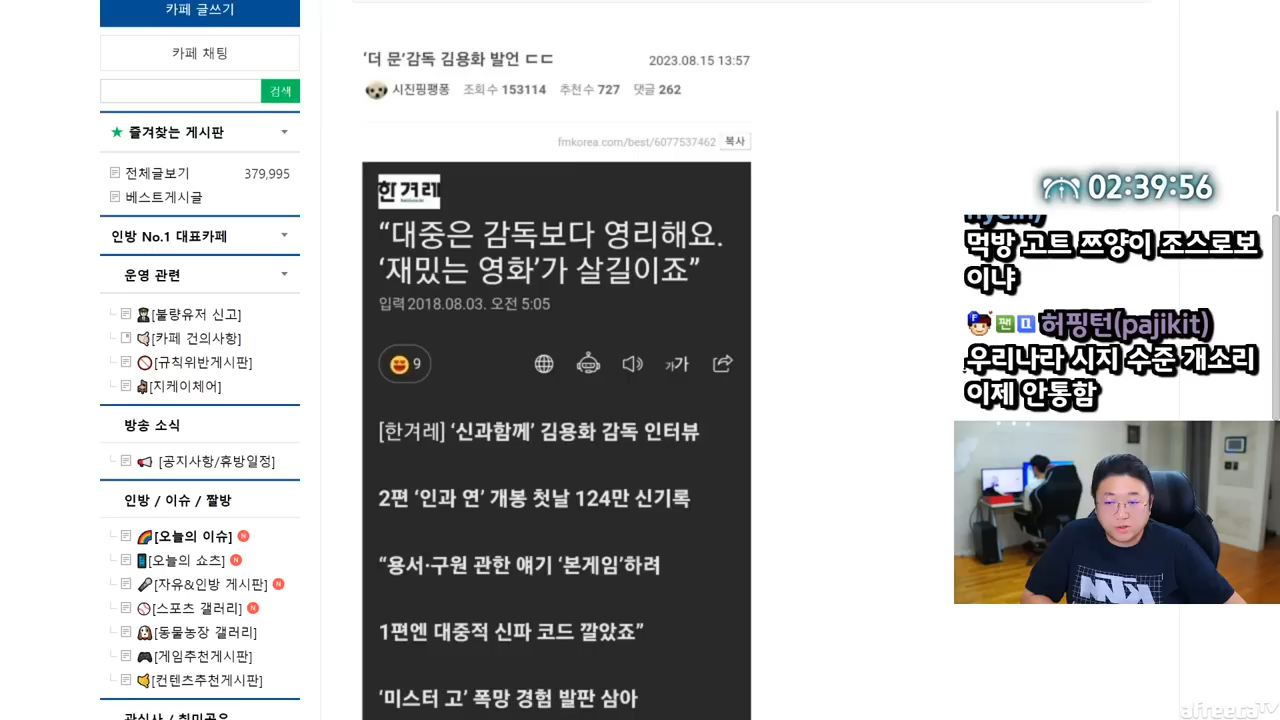 카페 글쓰기
카페 채팅
검색
★ 즐겨찾는 게시판
전체글보기 379,995
베스트게시글
인방 No.1 대표카페
운영 관련
[불량유저 신고]
[카페 건의사항]
[규칙위반게시판]
[지케이체어]
방송 소식
[공지사항/휴방일정]
인방 / 이슈 / 짤방
[오늘의 이슈] N
[오늘의 쇼츠] N
[자유&인방 게시판] N
[스포츠 갤러리] N
[동물농장 갤러리]
[게임추천게시판]
[컨텐츠추천게시판]
‘더 문’감독 김용화 발언 ㄷㄷ 2023.08.15 13:57
시진핑팽퐁 조회수 153114 추천수 727 댓글 262
fmkorea.com/best/6077537462 복사
한겨레
“대중은 감독보다 영리해요.
‘재밌는 영화’가 살길이죠”
입력 2018.08.03. 오전 5:05
9
가가
[한겨레] ‘신과함께’ 김용화 감독 인터뷰
2편 ‘인과 연’ 개봉 첫날 124만 신기록
“용서·구원 관한 얘기 ‘본게임’하려
1편엔 대중적 신파 코드 깔았죠”
‘미스터 고’ 폭망 경험 발판 삼아
02:39:56
먹방 고트 쯔양이 조스로보
이냐
F 팬 허핑턴(pajikit)
우리나라 시지 수준 개소리
이제 안통함
afreecaTV